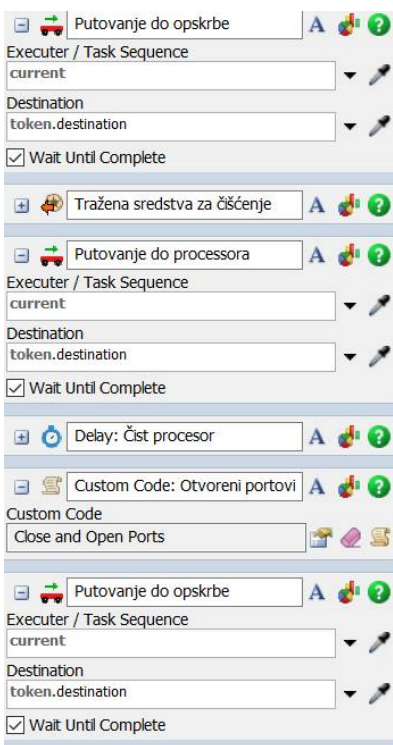 Putovanje do opskrbe
Executer / Task Sequence
current
Destination
token.destination
Wait Until Complete
Tražena sredstva za čišćenje
Putovanje do processora
Executer / Task Sequence
current
Destination
token.destination
Wait Until Complete
Delay: Čist procesor
Custom Code: Otvoreni portovi
Custom Code
Close and Open Ports
Putovanje do opskrbe
Executer / Task Sequence
current
Destination
token.destination
Wait Until Complete